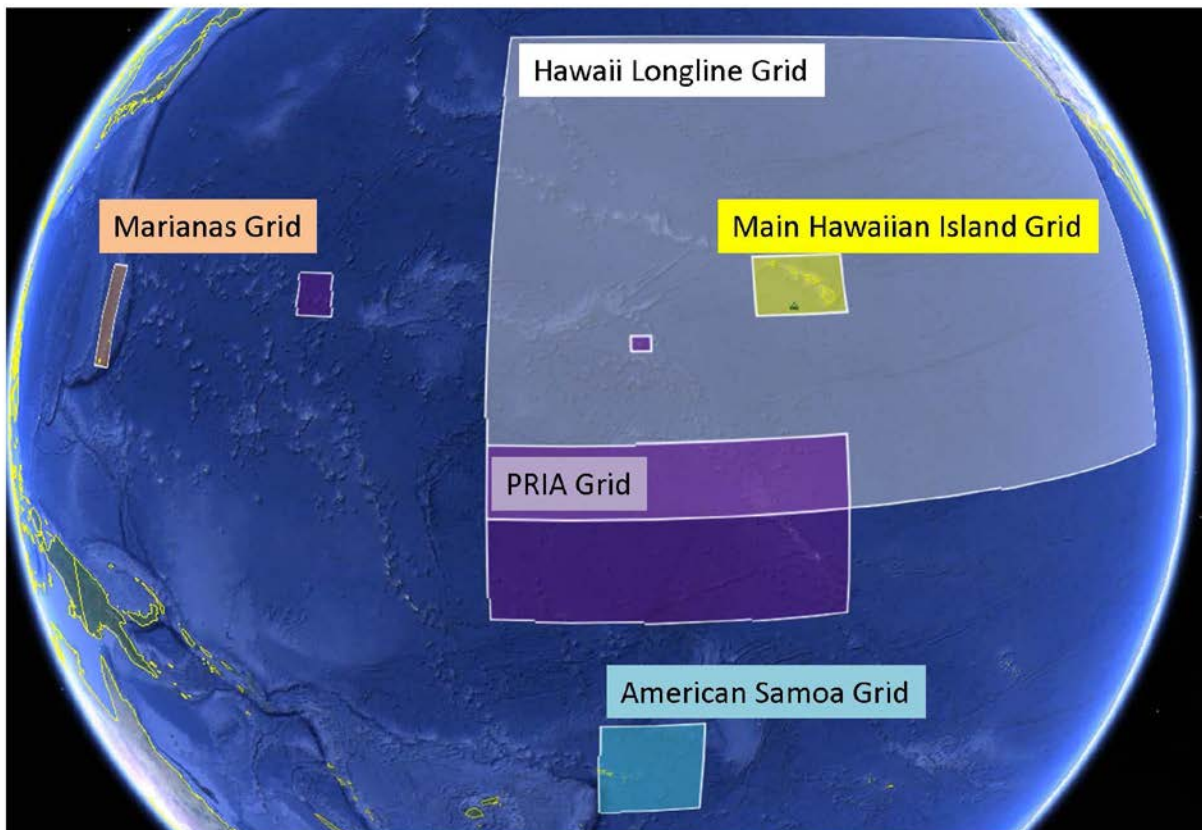 Hawaii Longline Grid
Marianas Grid
Main Hawaiian Island Grid
PRIA Grid
American Samoa Grid